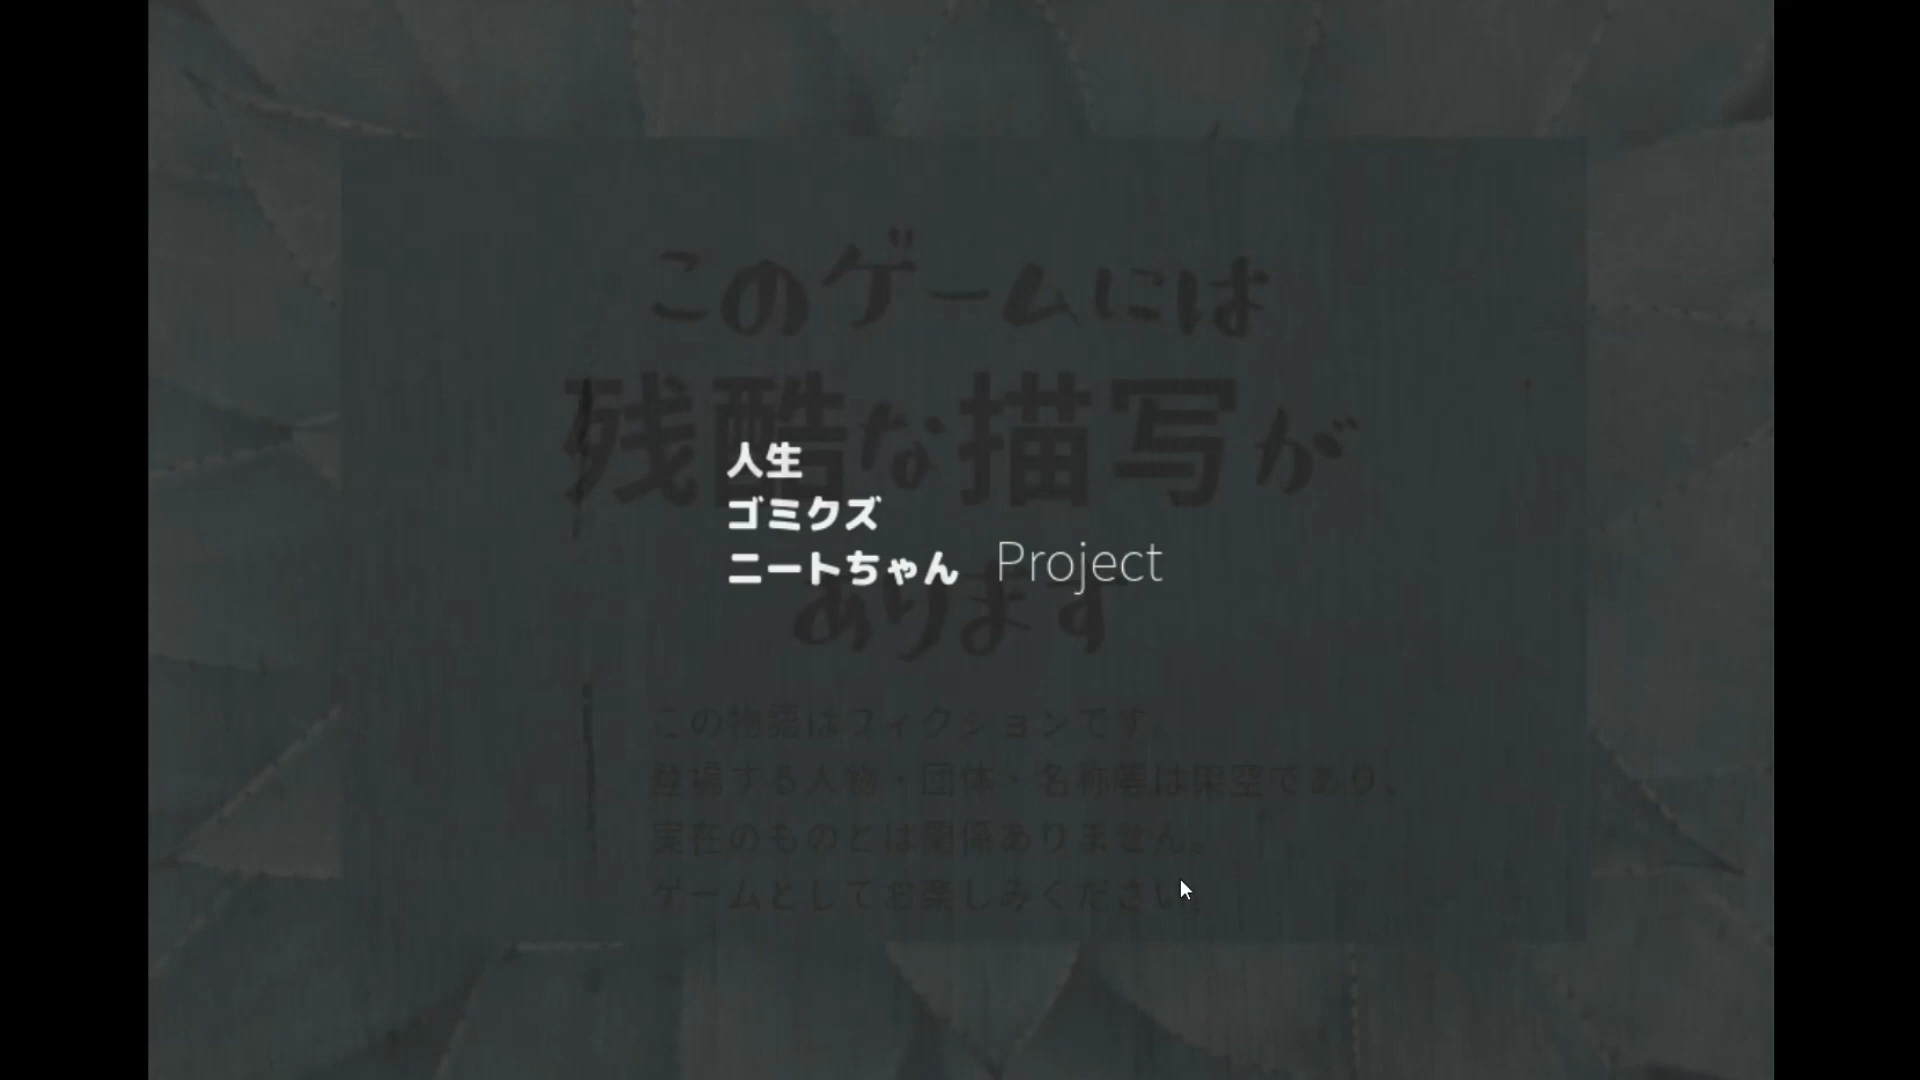 このゲームには
残酷な描写が
あります
人生
ゴミクズ
ニートちゃん Project
この物語はフィクションです。
登場する人物・団体・名称等は架空であり、
実在のものとは関係ありません。
ゲームとしてお楽しみください。